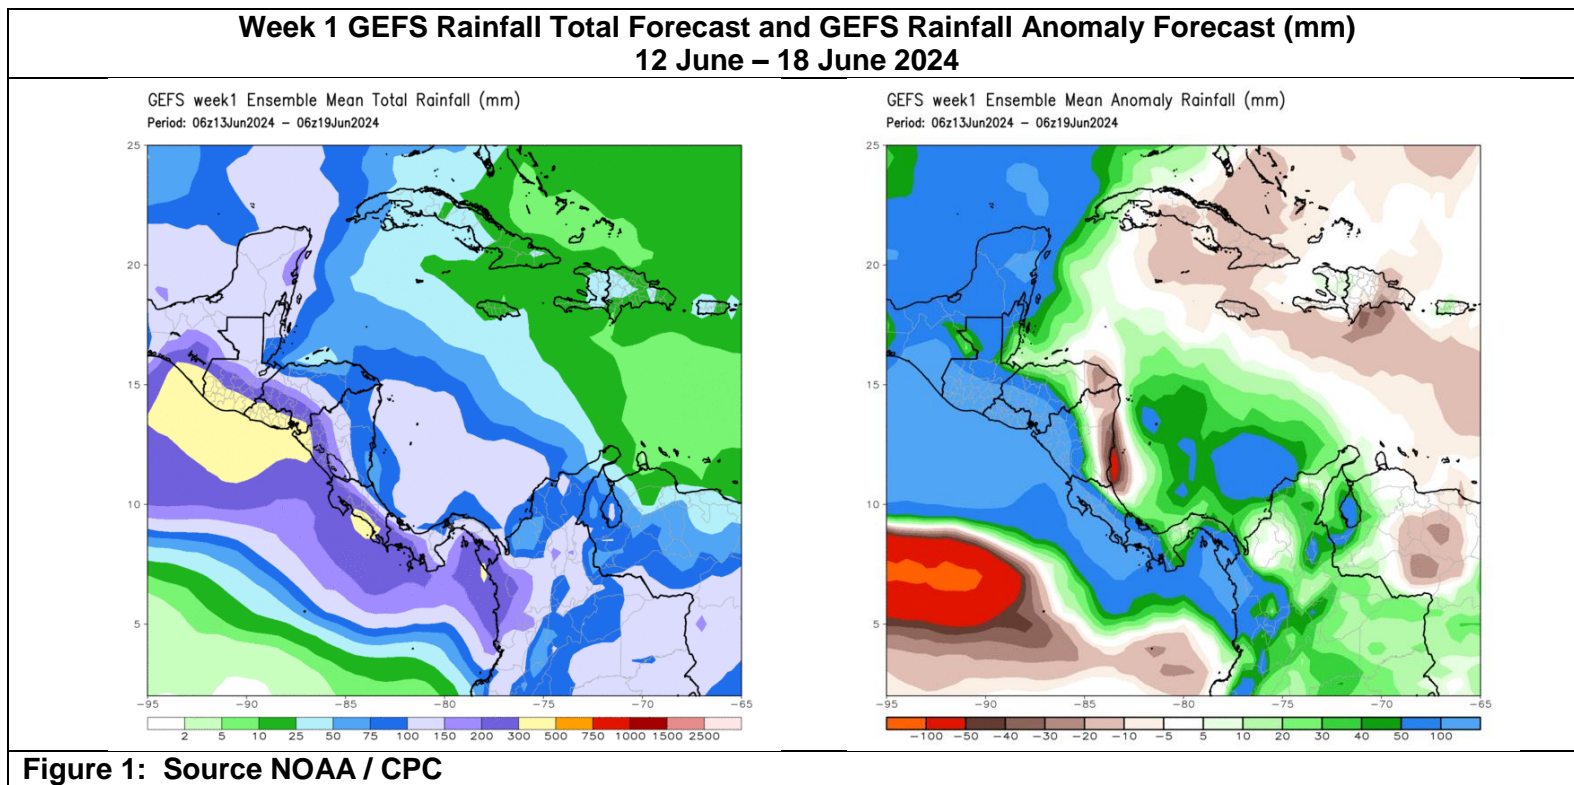 Week 1 GEFS Rainfall Total Forecast and GEFS Rainfall Anomaly Forecast (mm)
12 June – 18 June 2024
GEFS week1 Ensemble Mean Total Rainfall (mm)
Period: 06z13Jun2024 – 06z19Jun2024
25
20
15
10
5
−95 −90 −85 −80 −75 −70 −65
2 5 10 25 50 75 100 150 200 300 500 750 1000 1500 2500
GEFS week1 Ensemble Mean Anomaly Rainfall (mm)
Period: 06z13Jun2024 – 06z19Jun2024
25
20
15
10
5
−95 −90 −85 −80 −75 −70 −65
−100 −50 −40 −30 −20 −10 −5 5 10 20 30 40 50 100
Figure 1: Source NOAA / CPC